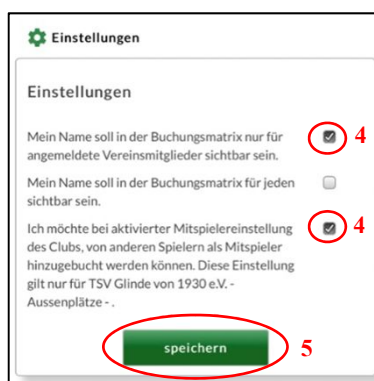 Einstellungen
Einstellungen
Mein Name soll in der Buchungsmatrix nur für
angemeldete Vereinsmitglieder sichtbar sein.
4
Mein Name soll in der Buchungsmatrix für jeden
sichtbar sein.
Ich möchte bei aktivierter Mitspielereinstellung
4
des Clubs, von anderen Spielern als Mitspieler
hinzugebucht werden können. Diese Einstellung
gilt nur für TSV Glinde von 1930 e.V. -
Aussenplätze - .
speichern
5